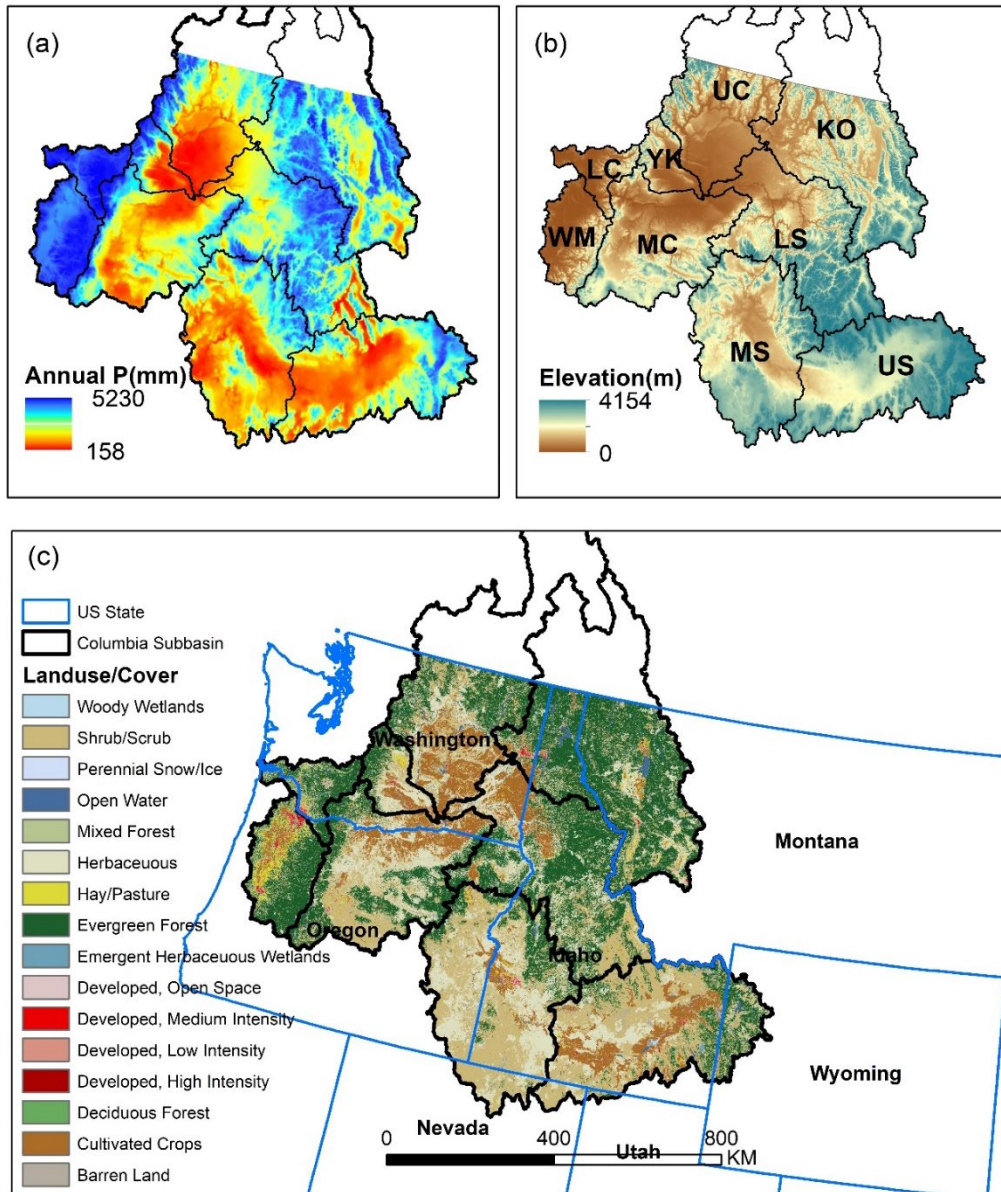 (a)
Annual P(mm)
5230
158
(b)
UC
KO
LC
YK
WM
MC
LS
MS
US
Elevation(m)
4154
0
(c)
US State
Columbia Subbasin
Landuse/Cover
Woody Wetlands
Shrub/Scrub
Perennial Snow/Ice
Open Water
Mixed Forest
Herbaceuous
Hay/Pasture
Evergreen Forest
Emergent Herbaceuous Wetlands
Developed, Open Space
Developed, Medium Intensity
Developed, Low Intensity
Developed, High Intensity
Deciduous Forest
Cultivated Crops
Barren Land
Washington
Montana
Oregon
Idaho
Wyoming
Nevada
Utah
0 400 800
KM